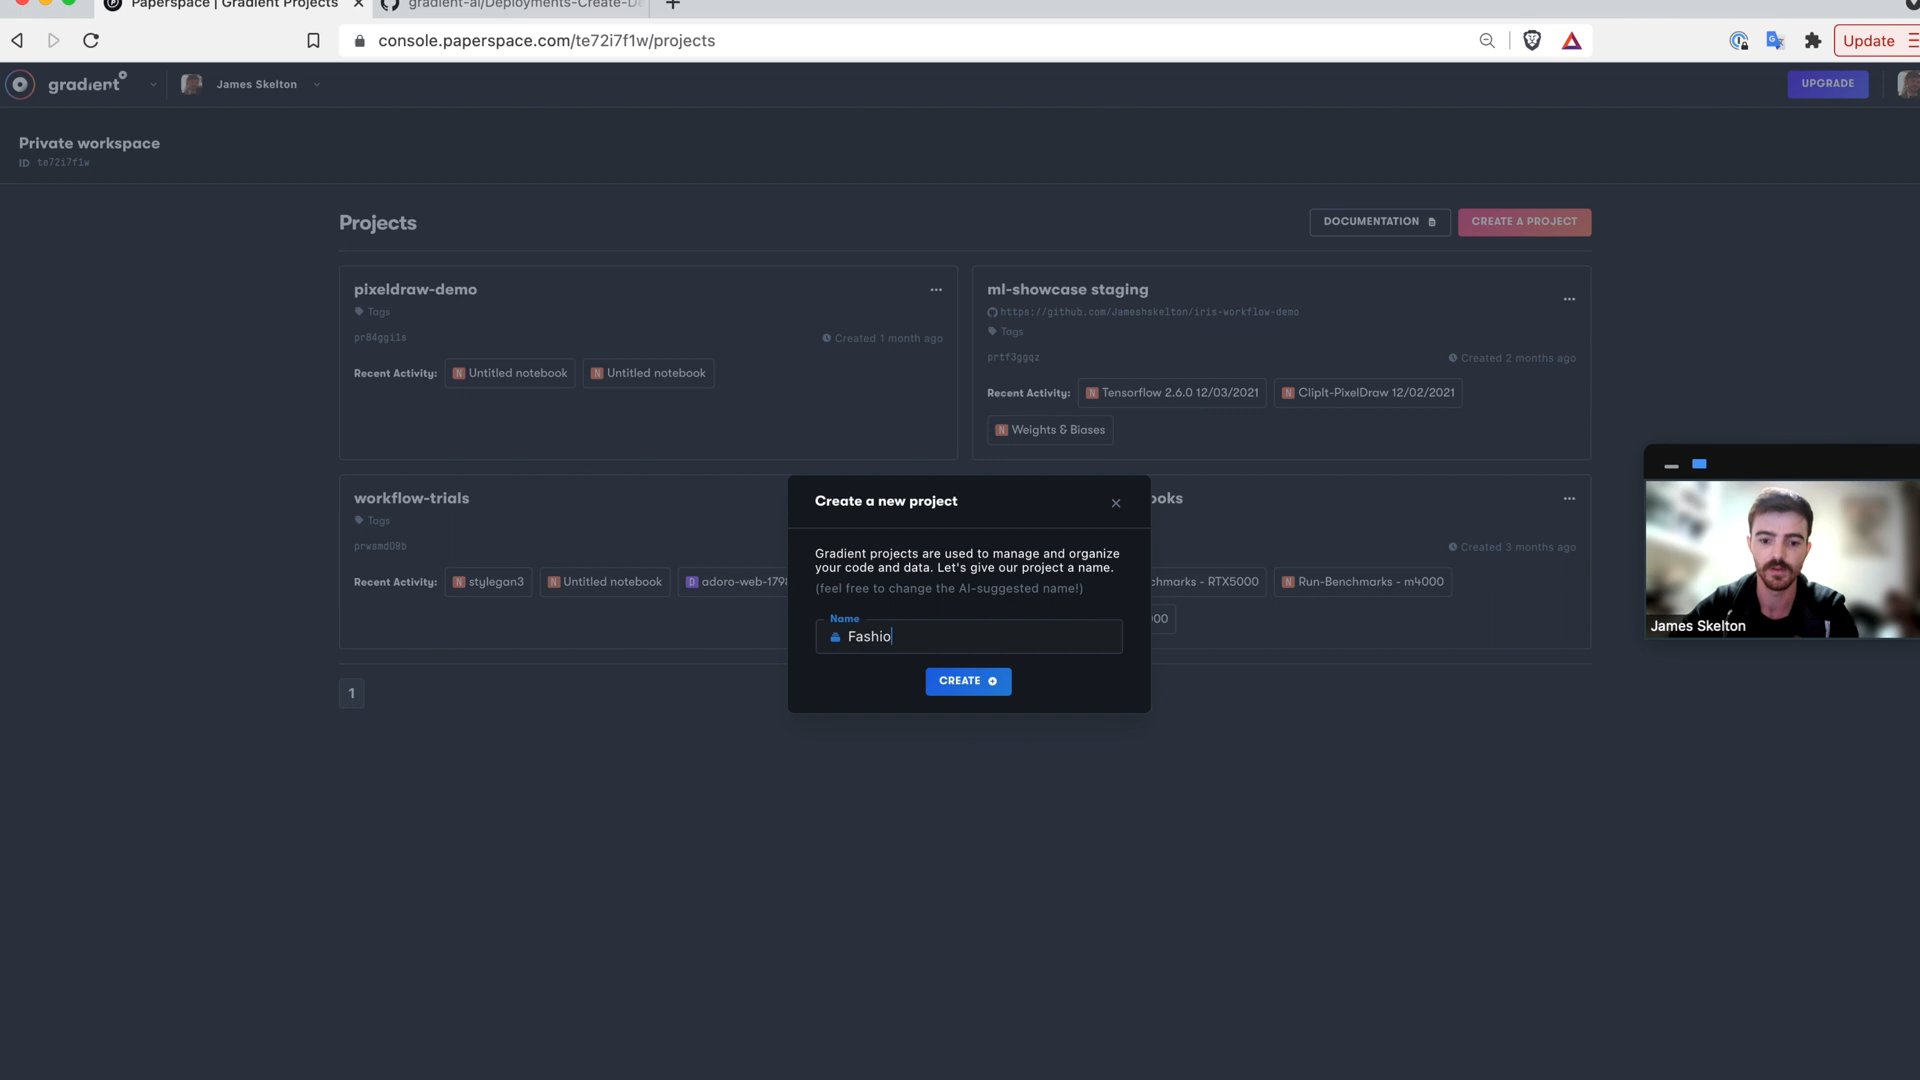 Paperspace | Gradient Projects
gradient-ai/Deployments-Create-De
console.paperspace.com/te72i7f1w/projects
Update
gradient
James Skelton
UPGRADE
Private workspace
ID te72i7f1w
Projects
DOCUMENTATION
CREATE A PROJECT
pixeldraw-demo
Tags
pr84ggi1s
Created 1 month ago
Recent Activity:
N Untitled notebook
N Untitled notebook
ml-showcase staging
https://github.com/Jameshskelton/iris-workflow-demo
Tags
prtf3ggqz
Created 2 months ago
Recent Activity:
N Tensorflow 2.6.0 12/03/2021
N ClipIt-PixelDraw 12/02/2021
N Weights & Biases
workflow-trials
Tags
prwsmd09b
Recent Activity:
N stylegan3
N Untitled notebook
D adoro-web-179
ooks
Created 3 months ago
chmarks - RTX5000
N Run-Benchmarks - m4000
00
1
Create a new project
Gradient projects are used to manage and organize
your code and data. Let's give our project a name.
(feel free to change the AI-suggested name!)
Name
Fashio
CREATE
James Skelton